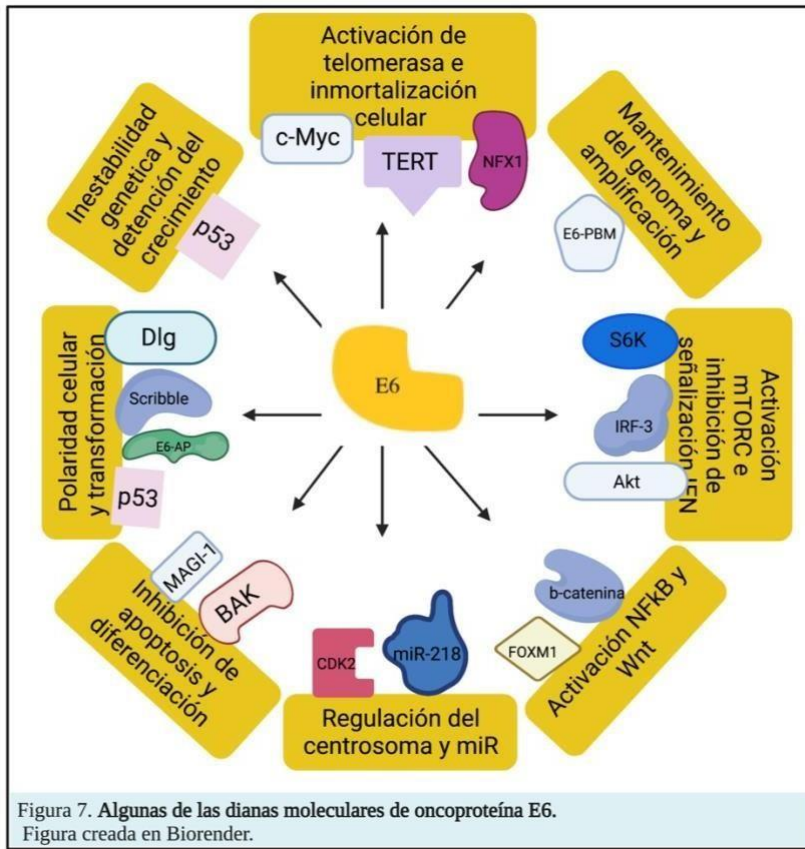 Activación de
telomerasa e
inmortalización
celular
c-Myc
TERT
NFX1
Mantenimiento
del genoma y
amplificación
E6-PBM
Inestabilidad
genetica y
detención del
crecimiento
p53
E6
Polaridad celular
y transformación
Dlg
Scribble
E6-AP
p53
Activación
mTORC e
inhibición de
señalización IFN
S6K
IRF-3
Akt
Inhibición de
apoptosis y
diferenciación
MAGI-1
BAK
CDK2
miR-218
Regulación del
centrosoma y miR
b-catenina
FOXM1
Activación NFkB y
Wnt
Figura 7. Algunas de las dianas moleculares de oncoproteína E6.
Figura creada en Biorender.